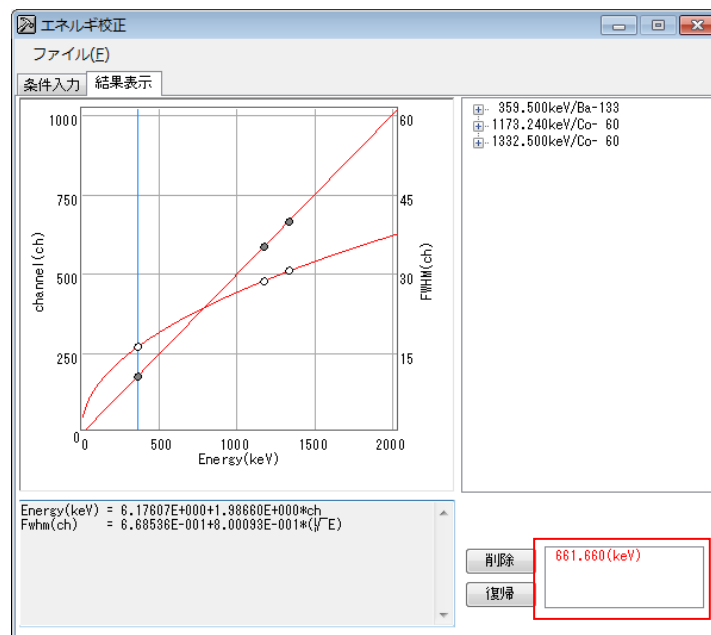 エネルギ校正
ファイル(F)
条件入力 結果表示
1000
750
500
250
0
channel(ch)
60
45
30
15
FWHM(ch)
0
500
1000
1500
2000
Energy(keV)
359.500keV/Ba-133
1173.240keV/Co- 60
1332.500keV/Co- 60
Energy(keV) = 6.17607E+000+1.98660E+000*ch
Fwhm(ch) = 6.68536E-001+8.00093E-001*(√E)
削除
復帰
661.660(keV)